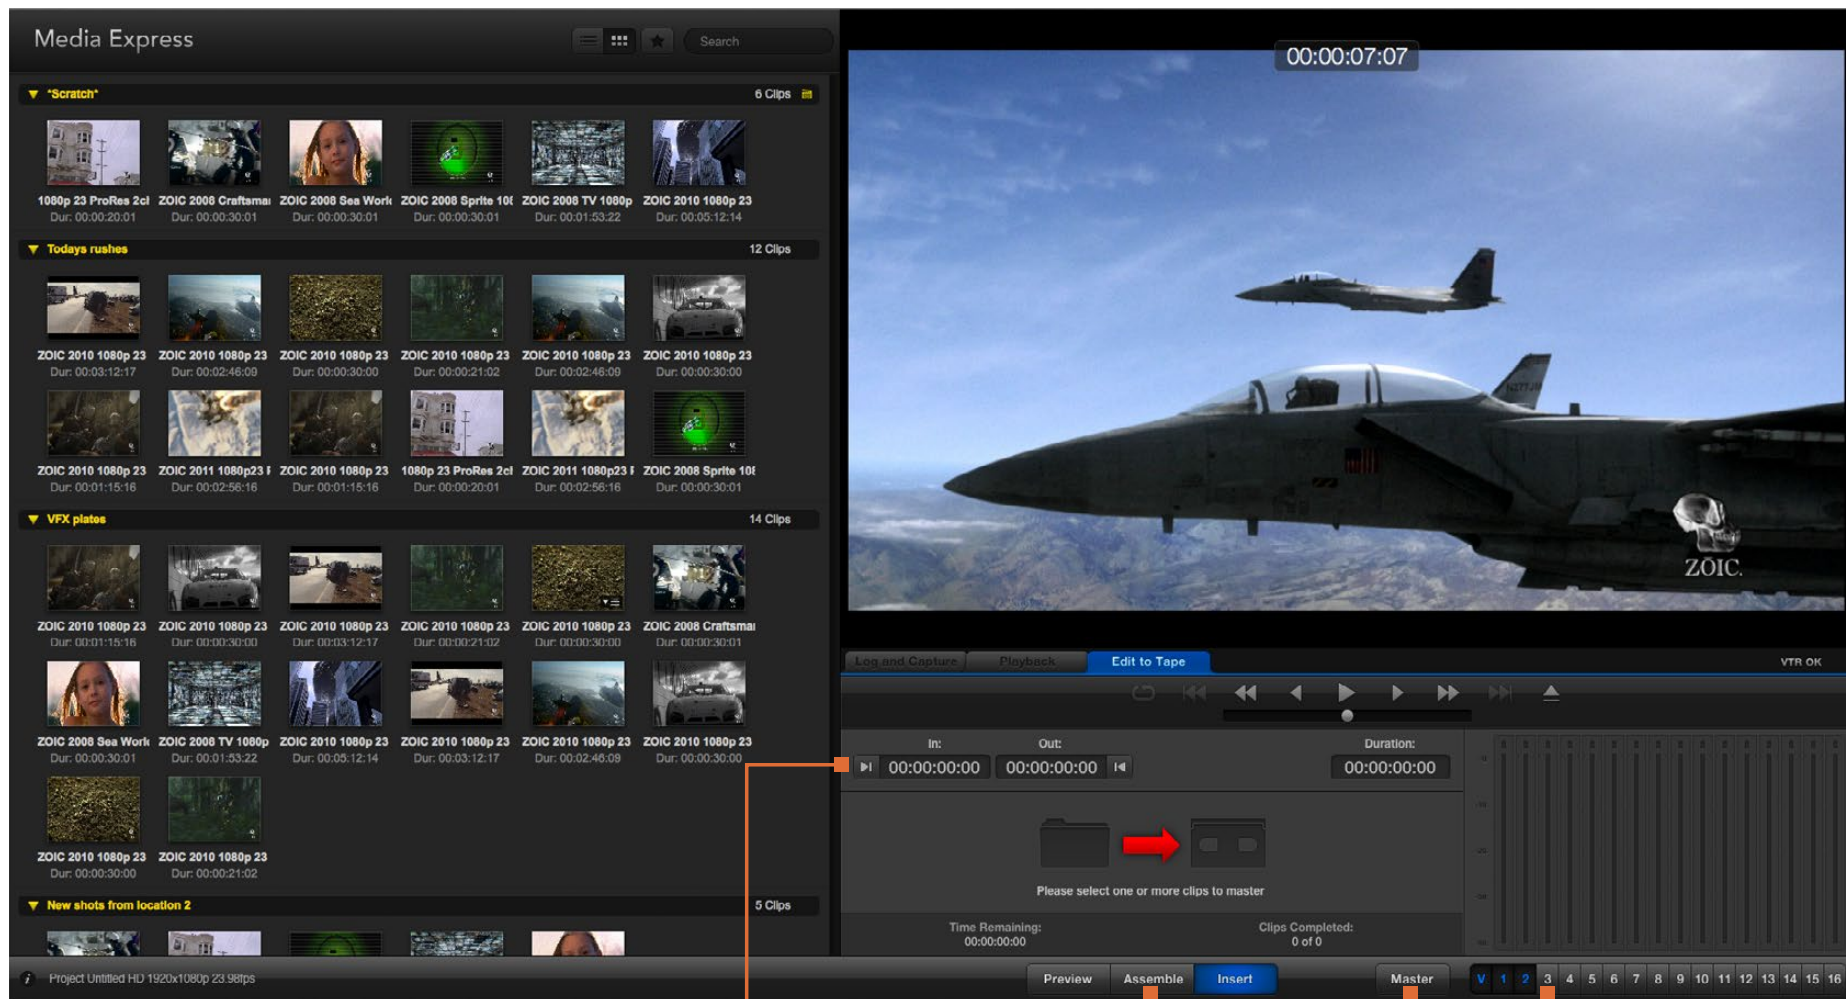 Media Express
Search
00:00:07:07
*Scratch* 6 Clips
1080p 23 ProRes 2cl ZOIC 2008 Craftsmar ZOIC 2008 Sea World ZOIC 2008 Sprite 108 ZOIC 2008 TV 1080p ZOIC 2010 1080p 23
Dur: 00:00:20:01 Dur: 00:00:30:01 Dur: 00:00:30:01 Dur: 00:00:30:01 Dur: 00:01:53:22 Dur: 00:05:12:14
Todays rushes 12 Clips
ZOIC 2010 1080p 23 ZOIC 2010 1080p 23 ZOIC 2010 1080p 23 ZOIC 2010 1080p 23 ZOIC 2010 1080p 23 ZOIC 2010 1080p 23
Dur: 00:03:12:17 Dur: 00:02:46:09 Dur: 00:00:30:00 Dur: 00:00:21:02 Dur: 00:02:46:09 Dur: 00:00:30:00
ZOIC 2010 1080p 23 ZOIC 2011 1080p23 F ZOIC 2010 1080p 23 1080p 23 ProRes 2cl ZOIC 2011 1080p23 F ZOIC 2008 Sprite 108
Dur: 00:01:15:16 Dur: 00:02:56:16 Dur: 00:01:15:16 Dur: 00:00:20:01 Dur: 00:02:56:16 Dur: 00:00:30:01
VFX plates 14 Clips
ZOIC 2010 1080p 23 ZOIC 2010 1080p 23 ZOIC 2010 1080p 23 ZOIC 2010 1080p 23 ZOIC 2010 1080p 23 ZOIC 2008 Craftsmar
Dur: 00:01:15:16 Dur: 00:00:30:00 Dur: 00:03:12:17 Dur: 00:00:21:02 Dur: 00:00:30:00 Dur: 00:00:30:01
ZOIC 2008 Sea World ZOIC 2008 TV 1080p ZOIC 2010 1080p 23 ZOIC 2010 1080p 23 ZOIC 2010 1080p 23 ZOIC 2010 1080p 23
Dur: 00:00:30:01 Dur: 00:01:53:22 Dur: 00:05:12:14 Dur: 00:03:12:17 Dur: 00:02:46:09 Dur: 00:00:30:00
ZOIC 2010 1080p 23 ZOIC 2010 1080p 23
Dur: 00:00:30:00 Dur: 00:00:21:02
New shots from location 2 5 Clips
Project Untitled HD 1920x1080p 23.98fps
ZOIC.
Log and Capture Playback Edit to Tape VTR OK
In: Out: Duration:
00:00:00:00 00:00:00:00 00:00:00:00
Please select one or more clips to master
Time Remaining: Clips Completed:
00:00:00:00 0 of 0
Preview Assemble Insert Master V 1 2 3 4 5 6 7 8 9 10 11 12 13 14 15 16